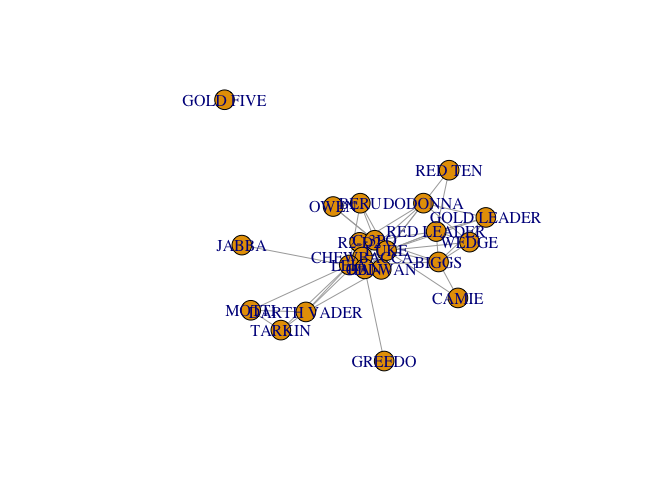 GOLD FIVE
RED TEN
OWEN
BERU
DODONNA
GOLD LEADER
RED LEADER
WEDGE
C-3PO
R2-D2
LUKE
JABBA
CHEWBACCA
BIGGS
LEIA
HAN
OBI-WAN
CAMIE
MOTTI
DARTH VADER
TARKIN
GREEDO